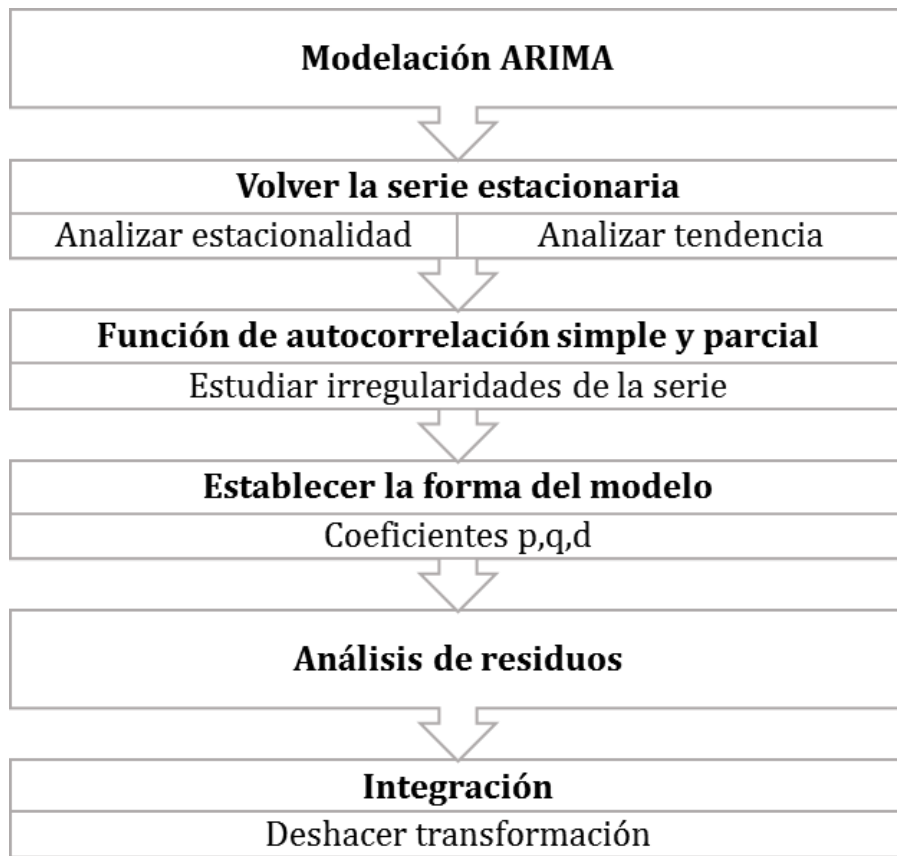 Modelación ARIMA
Volver la serie estacionaria
Analizar estacionalidad
Analizar tendencia
Función de autocorrelación simple y parcial
Estudiar irregularidades de la serie
Establecer la forma del modelo
Coeficientes p,q,d
Análisis de residuos
Integración
Deshacer transformación